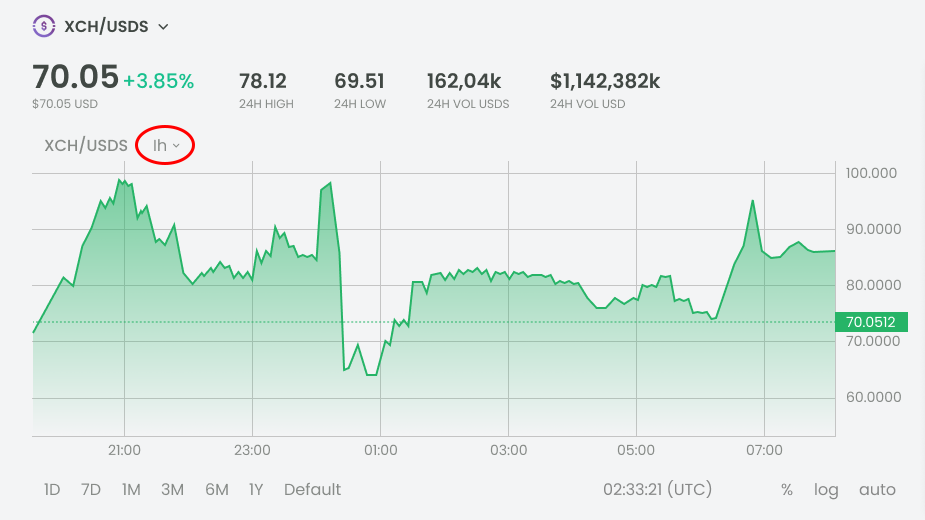 $ XCH/USDS
70.05 +3.85% 78.12 69.51 162,04k $1,142,382k
$70.05 USD 24H HIGH 24H LOW 24H VOL USDS 24H VOL USD
XCH/USDS 1h
100.000
90.0000
80.0000
70.0512
70.0000
60.0000
21:00 23:00 01:00 03:00 05:00 07:00
1D 7D 1M 3M 6M 1Y Default 02:33:21 (UTC) % log auto